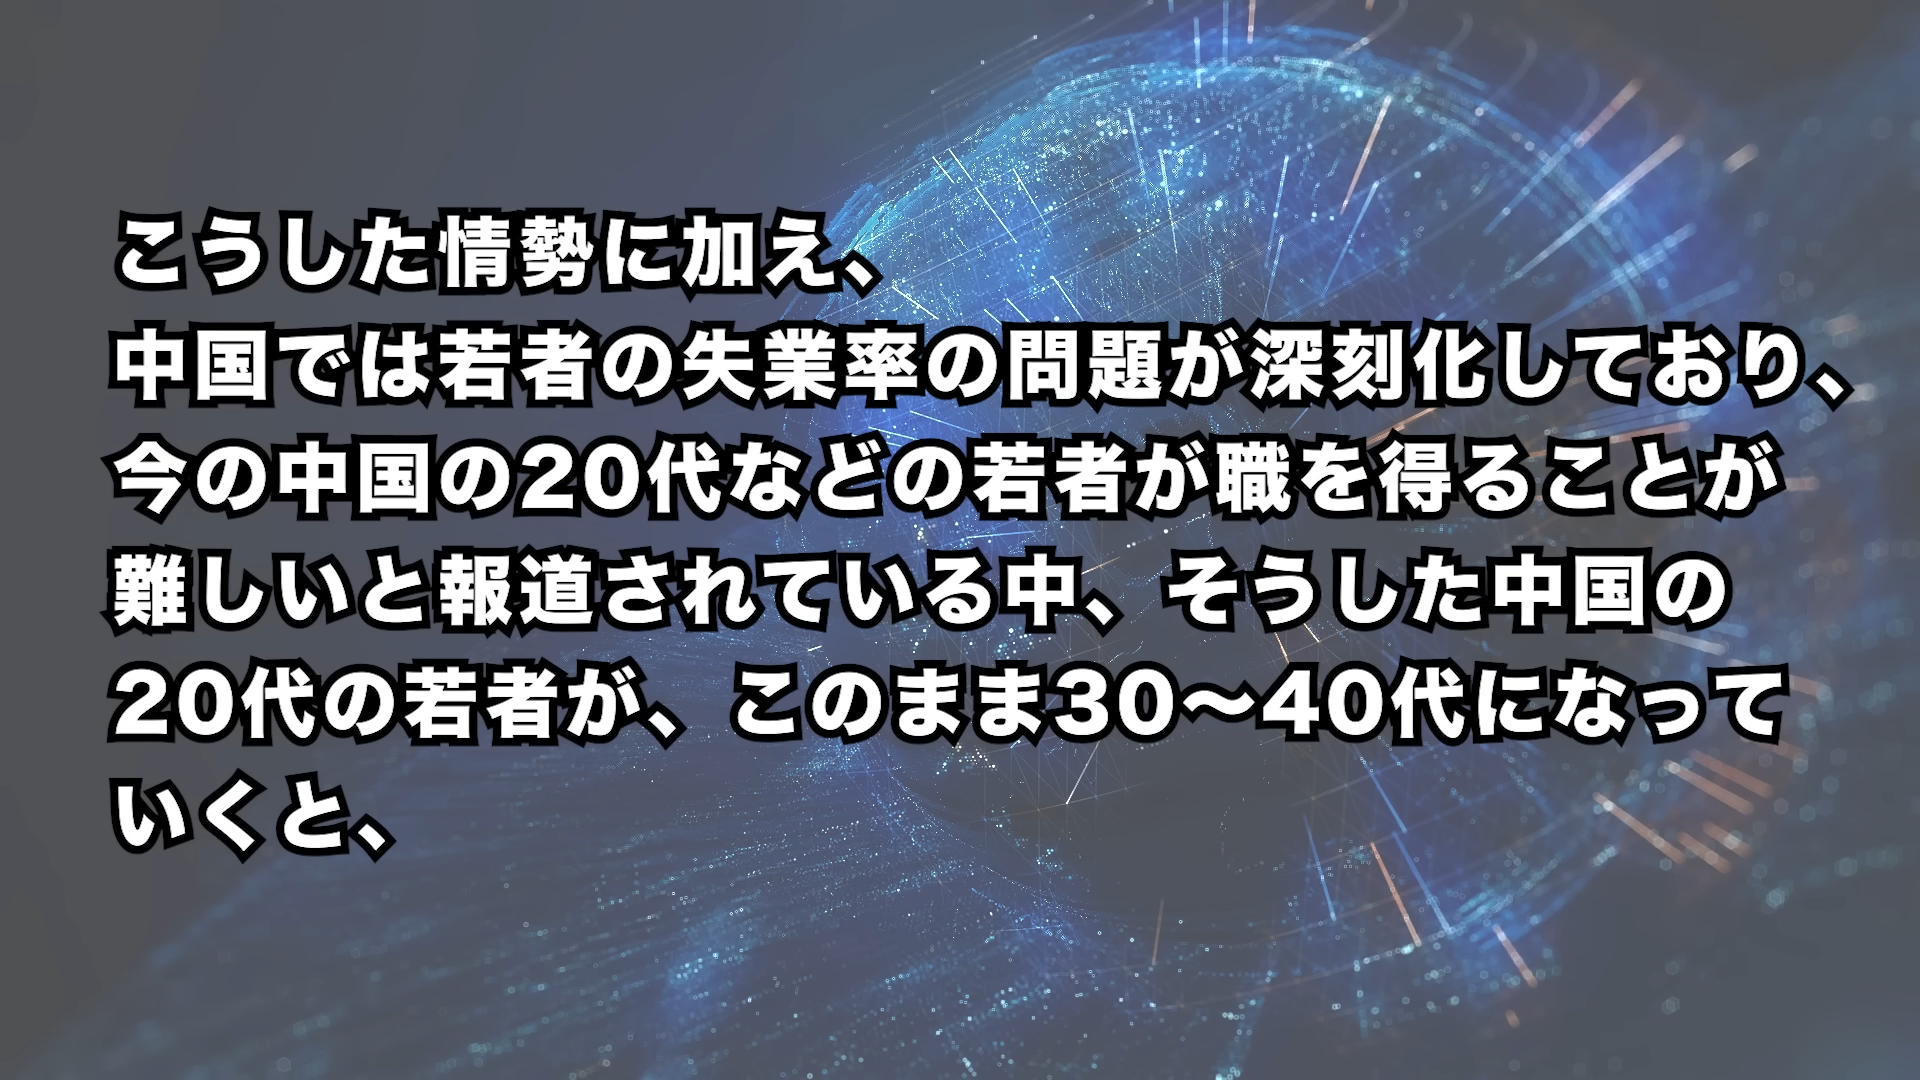 こうした情勢に加え、
中国では若者の失業率の問題が深刻化しており、
今の中国の20代などの若者が職を得ることが
難しいと報道されている中、そうした中国の
20代の若者が、このまま30〜40代になって
いくと、